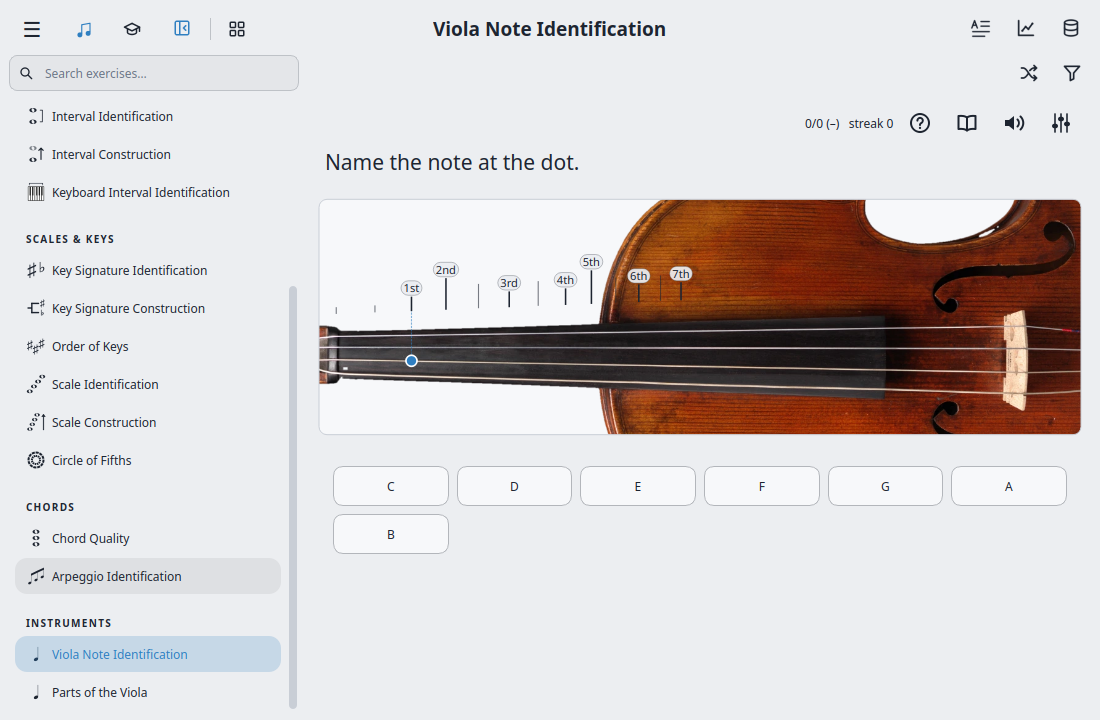 Viola Note Identification
Search exercises...
Interval Identification
Interval Construction
Keyboard Interval Identification
SCALES & KEYS
Key Signature Identification
Key Signature Construction
Order of Keys
Scale Identification
Scale Construction
Circle of Fifths
CHORDS
Chord Quality
Arpeggio Identification
INSTRUMENTS
Viola Note Identification
Parts of the Viola
0/0 (–) streak 0
Name the note at the dot.
1st 2nd 3rd 4th 5th 6th 7th
C D E F G A
B